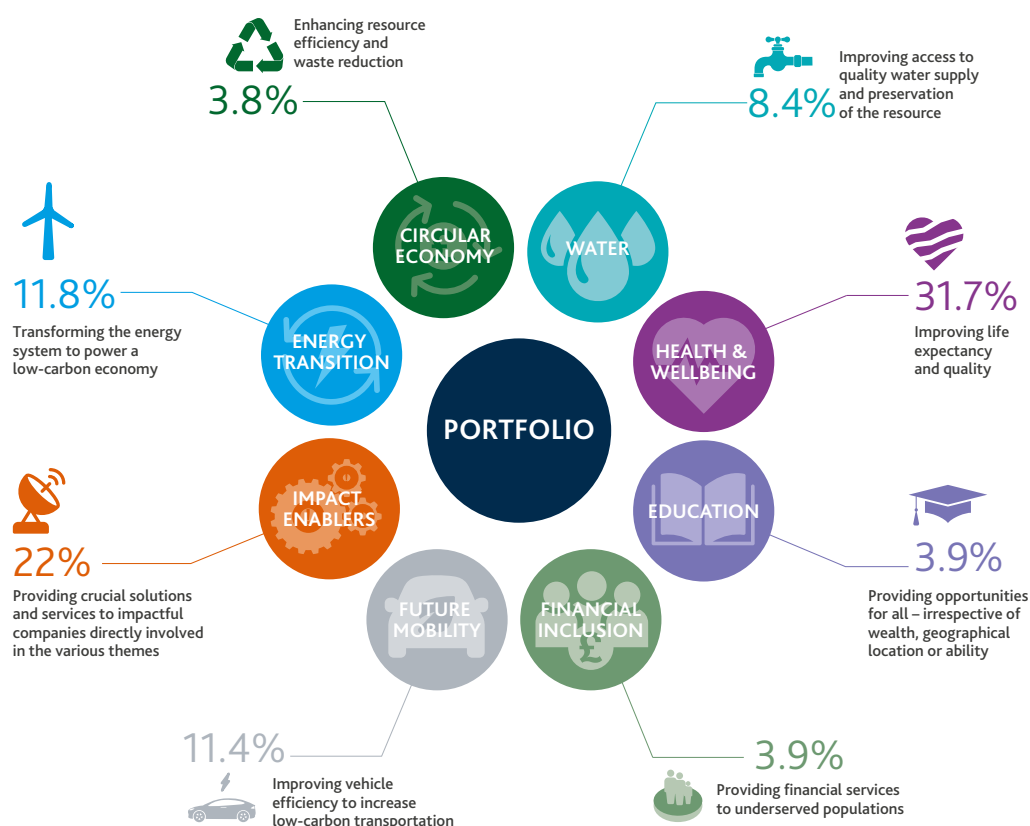 Enhancing resource
efficiency and
waste reduction
3.8%
Improving access to
quality water supply
and preservation
of the resource
8.4%
CIRCULAR
ECONOMY
WATER
11.8%
Transforming the energy
system to power a
low-carbon economy
ENERGY
TRANSITION
HEALTH &
WELLBEING
31.7%
Improving life
expectancy
and quality
PORTFOLIO
22%
Providing crucial solutions
and services to impactful
companies directly involved
in the various themes
IMPACT
ENABLERS
EDUCATION
3.9%
Providing opportunities
for all – irrespective of
wealth, geographical
location or ability
FUTURE
MOBILITY
FINANCIAL
INCLUSION
£
11.4%
Improving vehicle
efficiency to increase
low-carbon transportation
3.9%
Providing financial services
to underserved populations